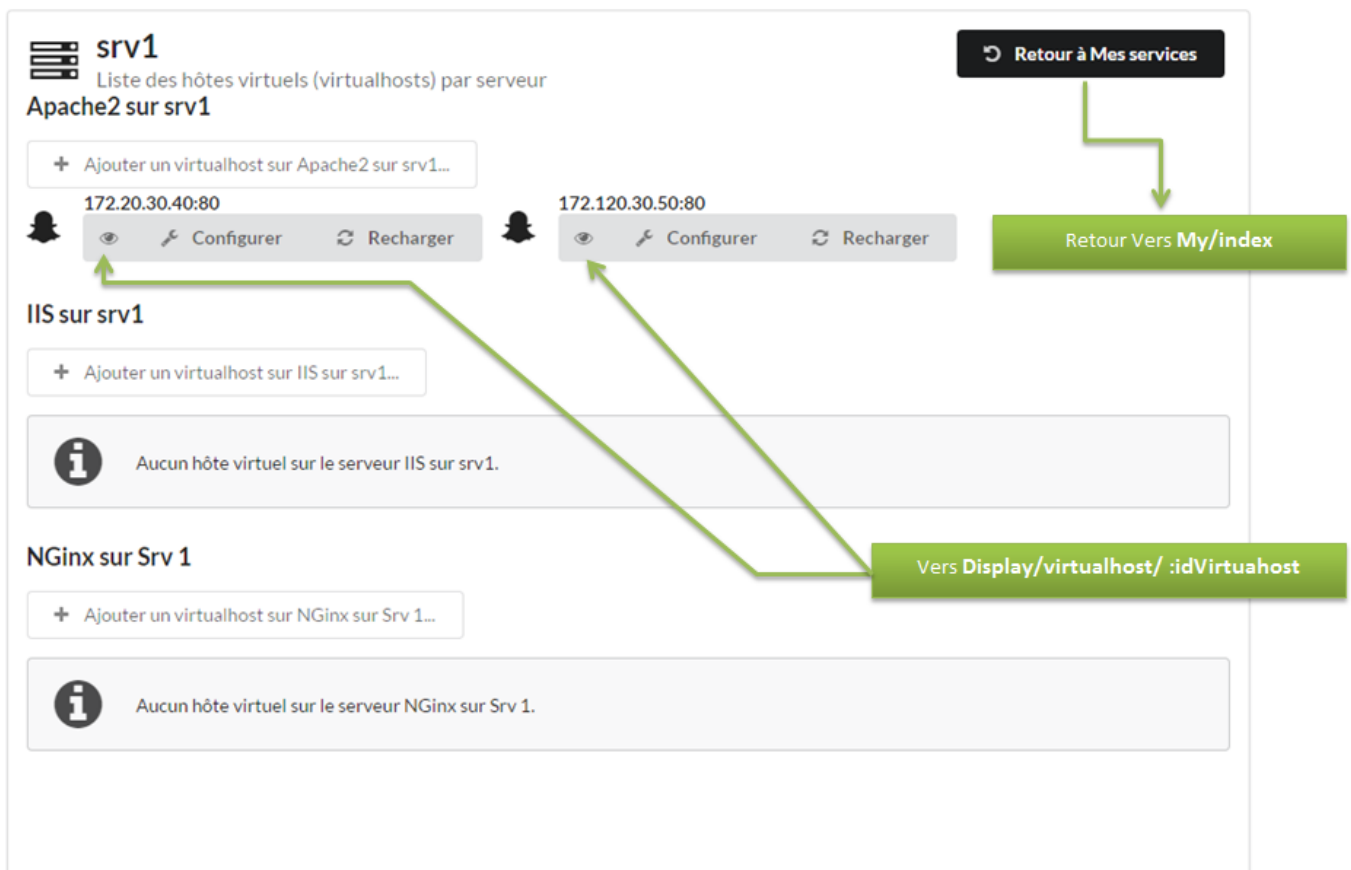 srv1
Retour à Mes services
Liste des hôtes virtuels (virtualhosts) par serveur
Apache2 sur srv1
Ajouter un virtualhost sur Apache2 sur srv1...
172.20.30.40:80
172.120.30.50:80
Configurer
Recharger
Configurer
Recharger
Retour Vers My/index
IIS sur srv1
Ajouter un virtualhost sur IIS sur srv1...
Aucun hôte virtuel sur le serveur IIS sur srv1.
NGinx sur Srv 1
Vers Display/virtualhost/ :idVirtuahost
Ajouter un virtualhost sur NGinx sur Srv 1...
Aucun hôte virtuel sur le serveur NGinx sur Srv 1.